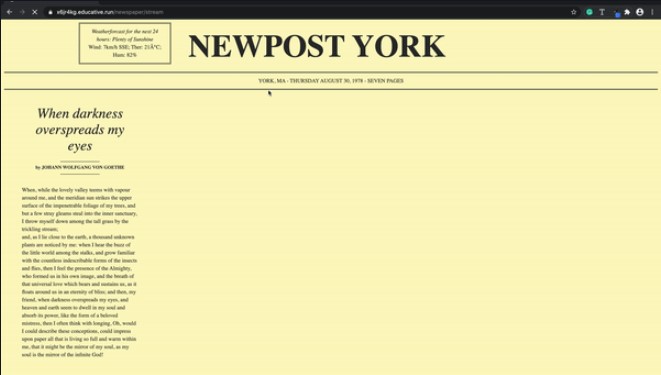 x6jr4kg.educative.run/newspaper/stream
Weatherforcast for the next 24
hours: Plenty of Sunshine
Wind: 7km/h SSE; Ther: 21Â°C;
Hum: 82%
NEWPOST YORK
YORK, MA - THURSDAY AUGUST 30, 1978 - SEVEN PAGES
When darkness
overspreads my
eyes
by JOHANN WOLFGANG VON GOETHE
When, while the lovely valley teems with vapour
around me, and the meridian sun strikes the upper
surface of the impenetrable foliage of my trees, and
but a few stray gleams steal into the inner sanctuary,
I throw myself down among the tall grass by the
trickling stream;
and, as I lie close to the earth, a thousand unknown
plants are noticed by me: when I hear the buzz of
the little world among the stalks, and grow familiar
with the countless indescribable forms of the insects
and flies, then I feel the presence of the Almighty,
who formed us in his own image, and the breath of
that universal love which bears and sustains us, as it
floats around us in an eternity of bliss; and then, my
friend, when darkness overspreads my eyes, and
heaven and earth seem to dwell in my soul and
absorb its power, like the form of a beloved
mistress, then I often think with longing, Oh, would
I could describe these conceptions, could impress
upon paper all that is living so full and warm within
me, that it might be the mirror of my soul, as my
soul is the mirror of the infinite God!